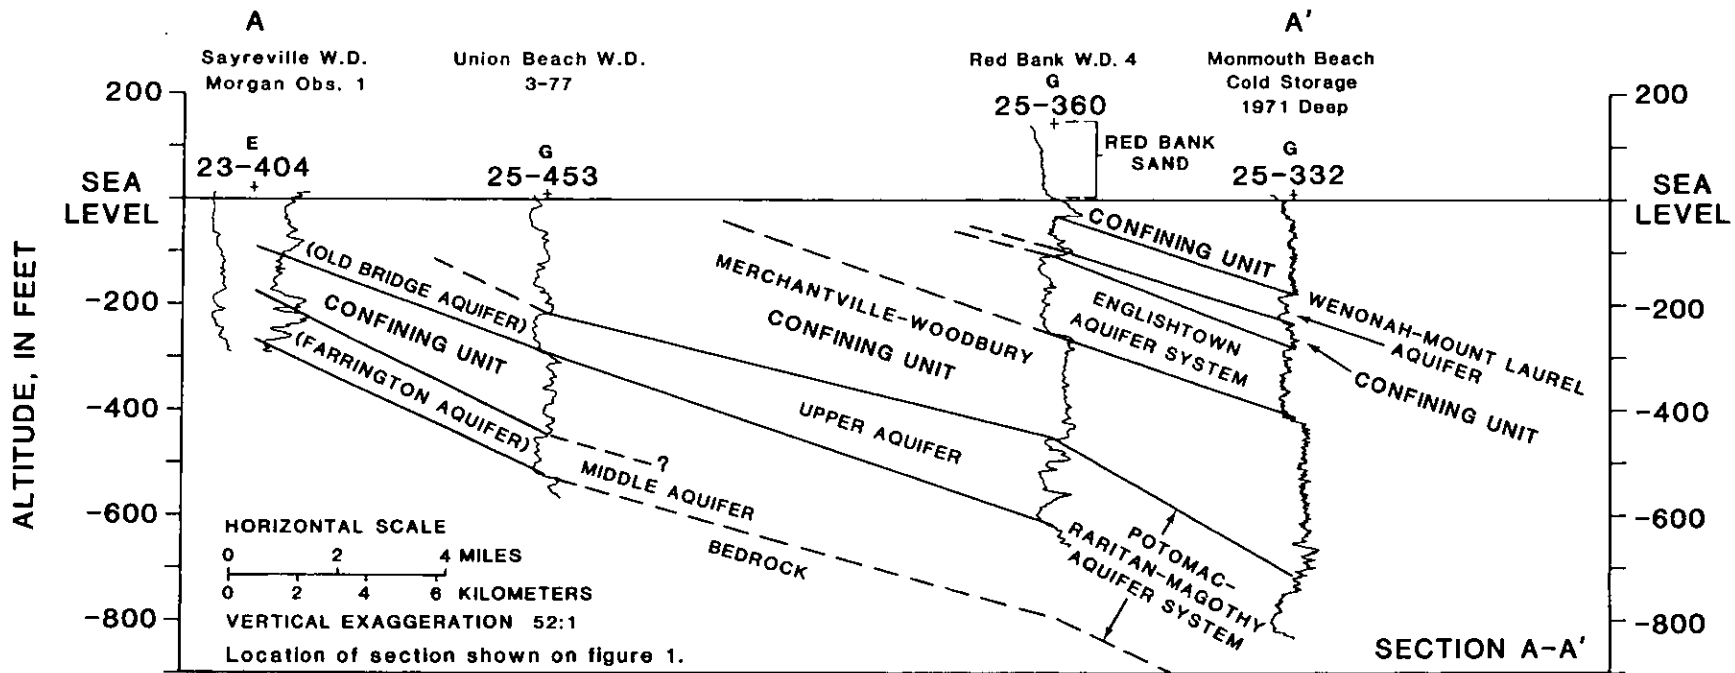 A
A'
Sayreville W.D.
Morgan Obs. 1
Union Beach W.D.
3-77
Red Bank W.D. 4
Monmouth Beach
Cold Storage
1971 Deep
E
23-404
G
25-453
G
25-360
G
25-332
RED BANK
SAND
200
SEA
LEVEL
-200
-400
-600
-800
ALTITUDE, IN FEET
200
SEA
LEVEL
-200
-400
-600
-800
(OLD BRIDGE AQUIFER)
CONFINING UNIT
(FARRINGTON AQUIFER)
MERCHANTVILLE-WOODBURY
CONFINING UNIT
UPPER AQUIFER
?
MIDDLE AQUIFER
BEDROCK
CONFINING UNIT
ENGLISHTOWN
AQUIFER SYSTEM
WENONAH-MOUNT LAUREL
AQUIFER
CONFINING UNIT
POTOMAC-
RARITAN-MAGOTHY
AQUIFER SYSTEM
HORIZONTAL SCALE
0 2 4 MILES
0 2 4 6 KILOMETERS
VERTICAL EXAGGERATION 52:1
Location of section shown on figure 1.
SECTION A-A'